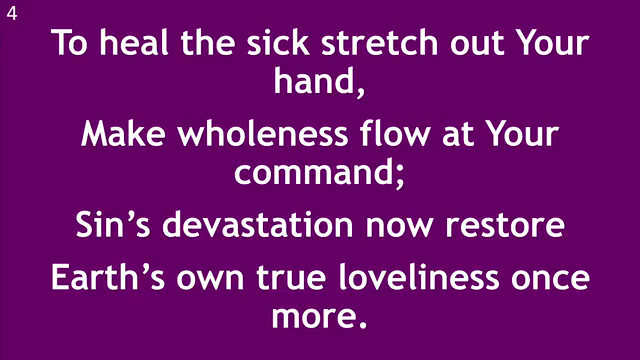 4
To heal the sick stretch out Your
hand,
Make wholeness flow at Your
command;
Sin’s devastation now restore
Earth’s own true loveliness once
more.